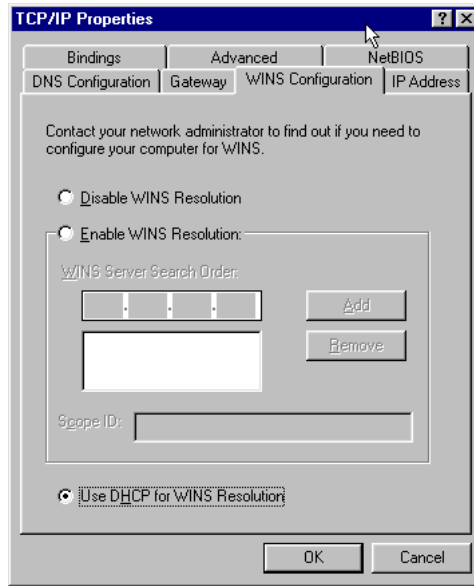 TCP/IP Properties
Bindings Advanced NetBIOS
DNS Configuration Gateway WINS Configuration IP Address
Contact your network administrator to find out if you need to
configure your computer for WINS.
Disable WINS Resolution
Enable WINS Resolution:
WINS Server Search Order:
Add
Remove
Scope ID:
Use DHCP for WINS Resolution
OK Cancel